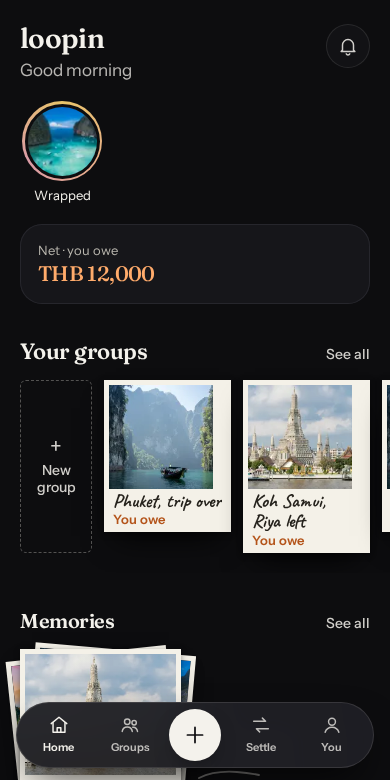 loopin
Good morning
Wrapped
Net · you owe
THB 12,000
Your groups
See all
+
New
group
Phuket, trip over
You owe
Koh Samui,
Riya left
You owe
Memories
See all
Home
Groups
+
Settle
You